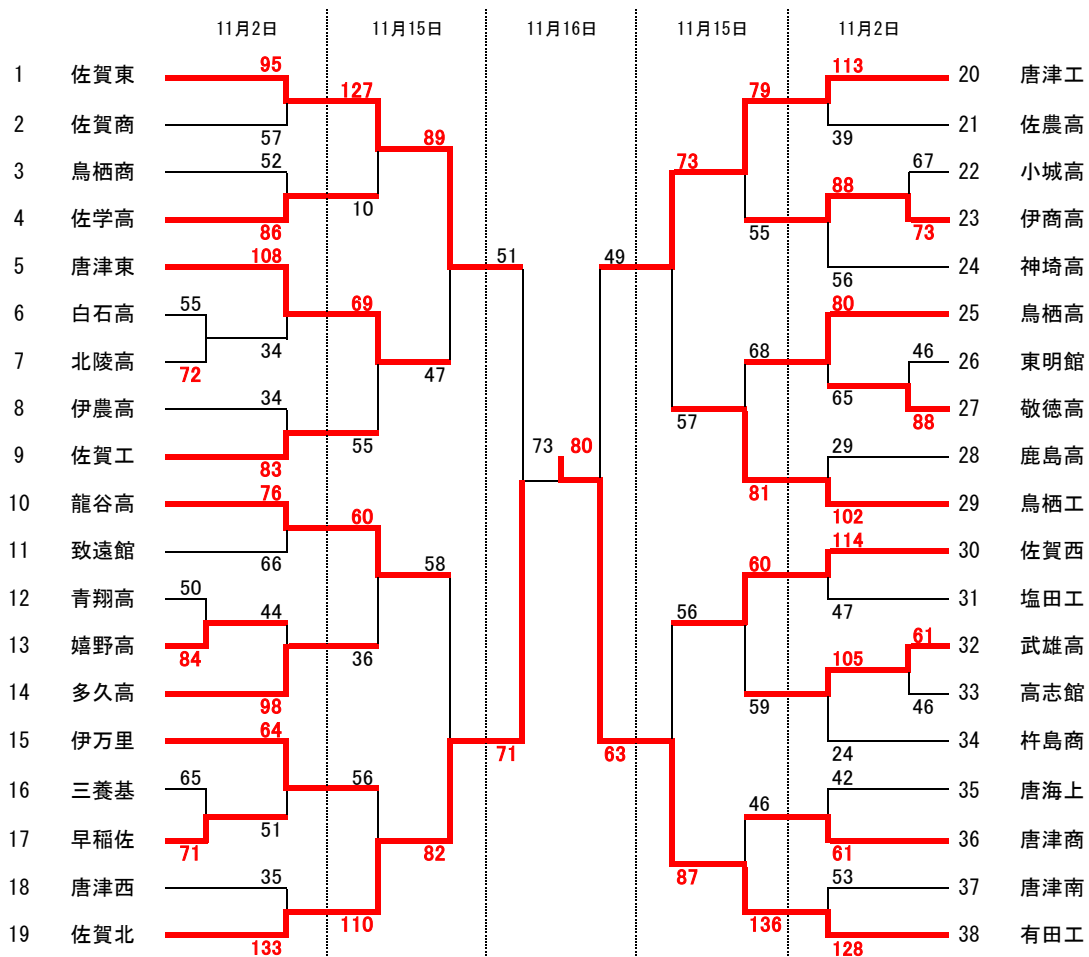 11月2日 11月15日 11月16日 11月15日 11月2日
1 佐賀東 95 127 79 113 20 唐津工
2 佐賀商 57 89 39 21 佐農高
3 鳥栖商 52 73 67 22 小城高
4 佐学高 86 10 55 88 73 23 伊商高
5 唐津東 108 51 49 56 24 神埼高
6 白石高 55 69 80 25 鳥栖高
7 北陵高 72 34 47 68 46 26 東明館
8 伊農高 34 57 65 88 27 敬徳高
9 佐賀工 83 55 73 80 29 28 鹿島高
10 龍谷高 76 60 81 102 29 鳥栖工
11 致遠館 66 58 60 114 30 佐賀西
12 青翔高 50 44 56 47 31 塩田工
13 嬉野高 84 36 105 61 32 武雄高
14 多久高 98 59 46 33 高志館
15 伊万里 64 71 63 24 34 杵島商
16 三養基 65 56 42 35 唐海上
17 早稲佐 71 51 82 46 61 36 唐津商
18 唐津西 35 87 53 37 唐津南
19 佐賀北 133 110 136 128 38 有田工